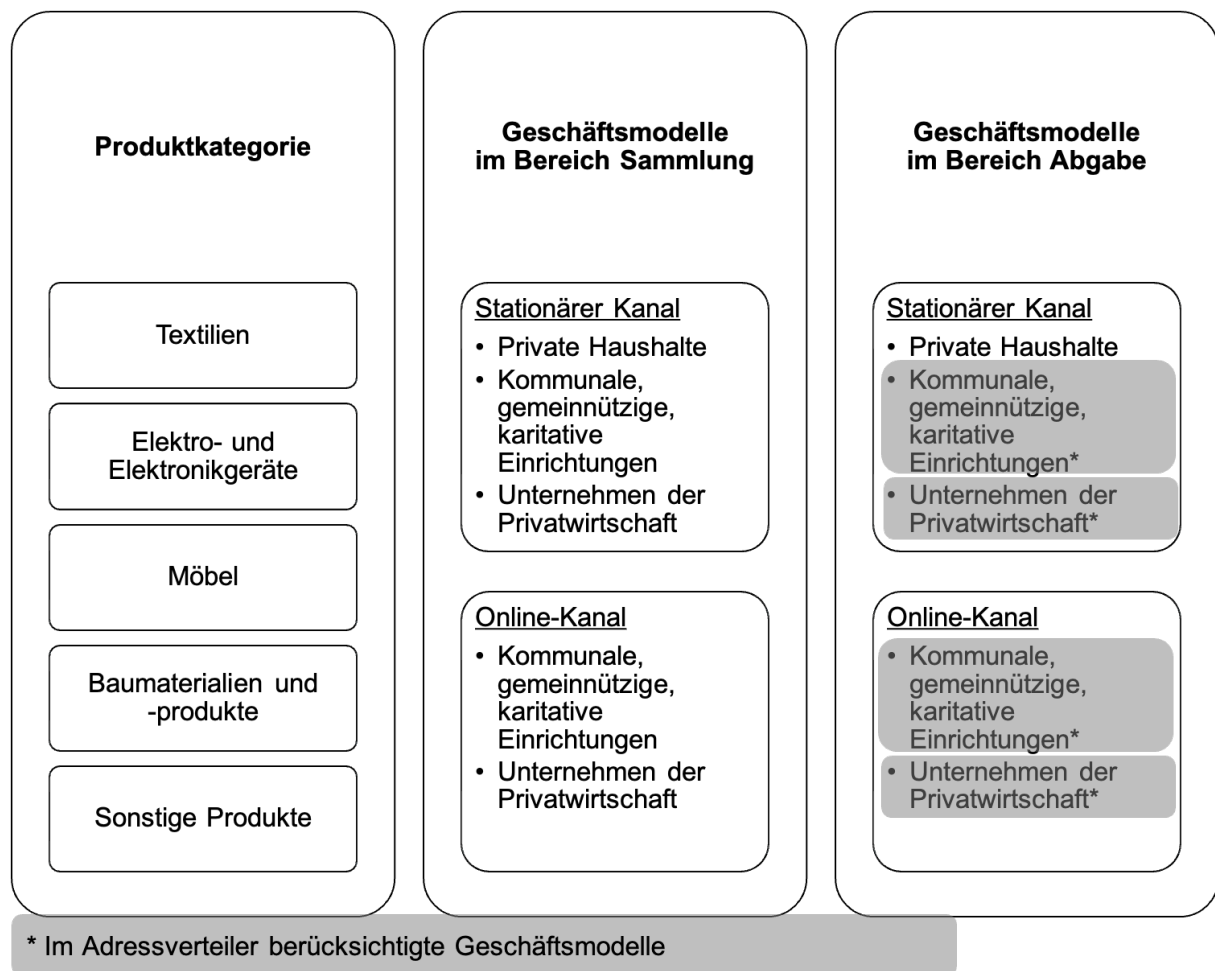 Produktkategorie
Textilien
Elektro- und
Elektronikgeräte
Möbel
Baumaterialien und
-produkte
Sonstige Produkte
Geschäftsmodelle
im Bereich Sammlung
Stationärer Kanal
• Private Haushalte
• Kommunale,
gemeinnützige,
karitative
Einrichtungen
• Unternehmen der
Privatwirtschaft
Online-Kanal
• Kommunale,
gemeinnützige,
karitative
Einrichtungen
• Unternehmen der
Privatwirtschaft
Geschäftsmodelle
im Bereich Abgabe
Stationärer Kanal
• Private Haushalte
• Kommunale,
gemeinnützige,
karitative
Einrichtungen*
• Unternehmen der
Privatwirtschaft*
Online-Kanal
• Kommunale,
gemeinnützige,
karitative
Einrichtungen*
• Unternehmen der
Privatwirtschaft*
* Im Adressverteiler berücksichtigte Geschäftsmodelle